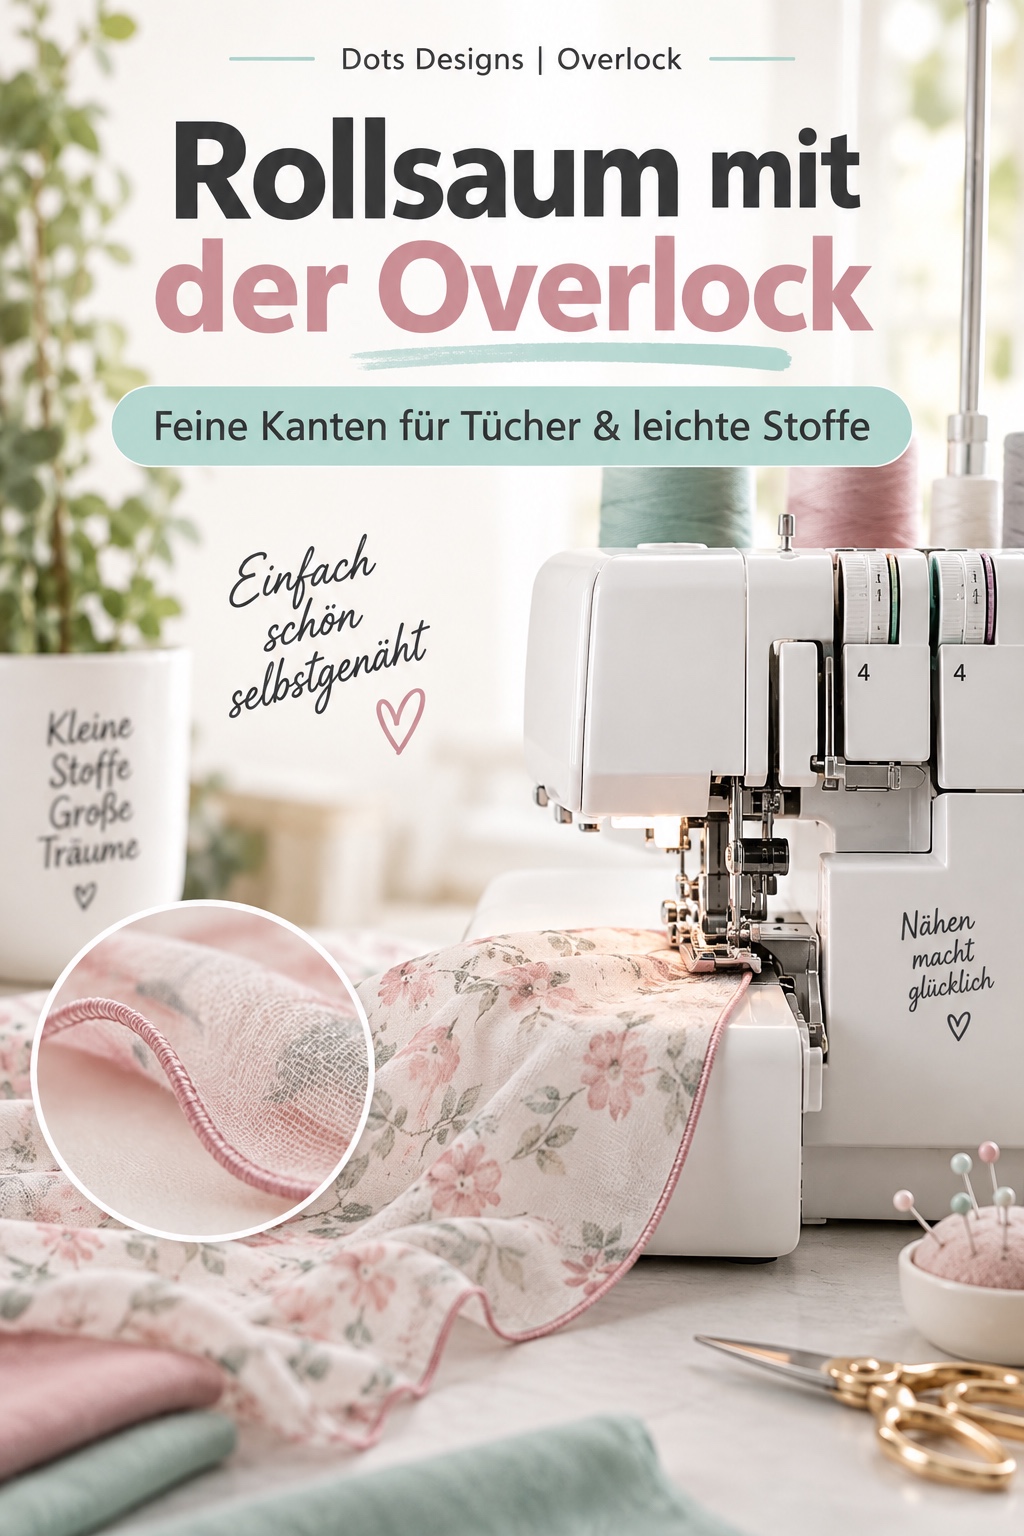 Dots Designs | Overlock
Rollsaum mit
der Overlock
Feine Kanten für Tücher & leichte Stoffe
Einfach
schön
selbstgenäht
Kleine
Stoffe
Große
Träume
4
4
Nähen
macht
glücklich